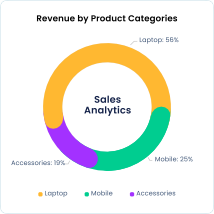 Revenue by Product Categories
Laptop: 56%
Sales
Analytics
Mobile: 25%
Accessories: 19%
Laptop
Mobile
Accessories